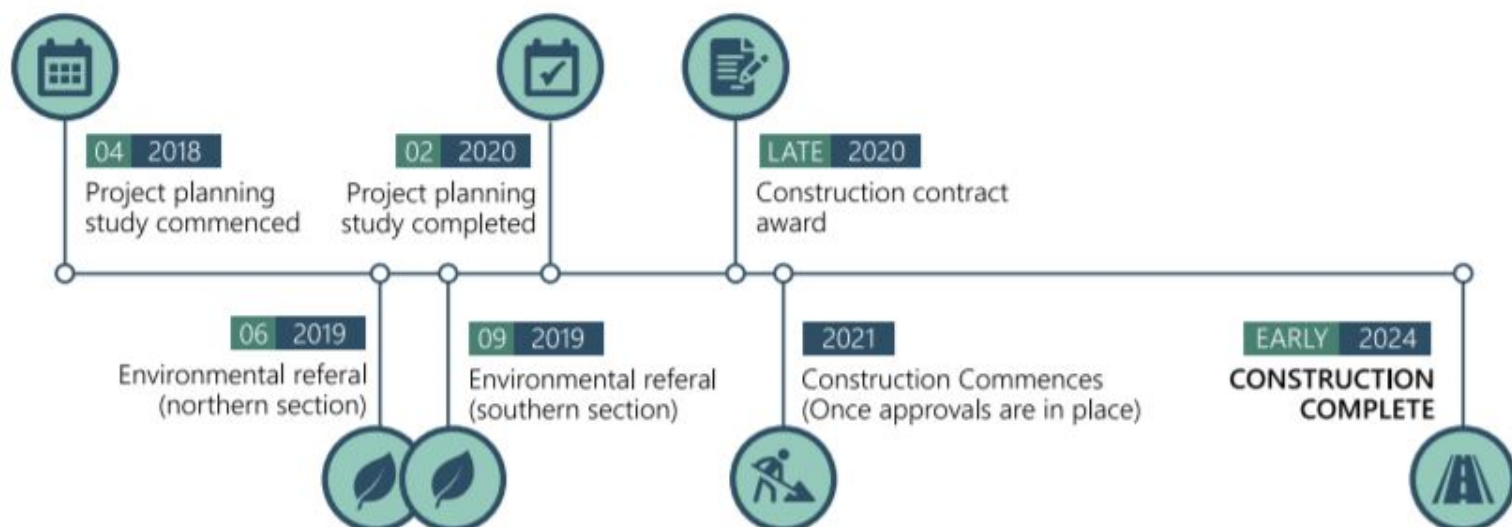 04 2018
Project planning
study commenced
02 2020
Project planning
study completed
LATE 2020
Construction contract
award
06 2019
Environmental referal
(northern section)
09 2019
Environmental referal
(southern section)
2021
Construction Commences
(Once approvals are in place)
EARLY 2024
CONSTRUCTION
COMPLETE